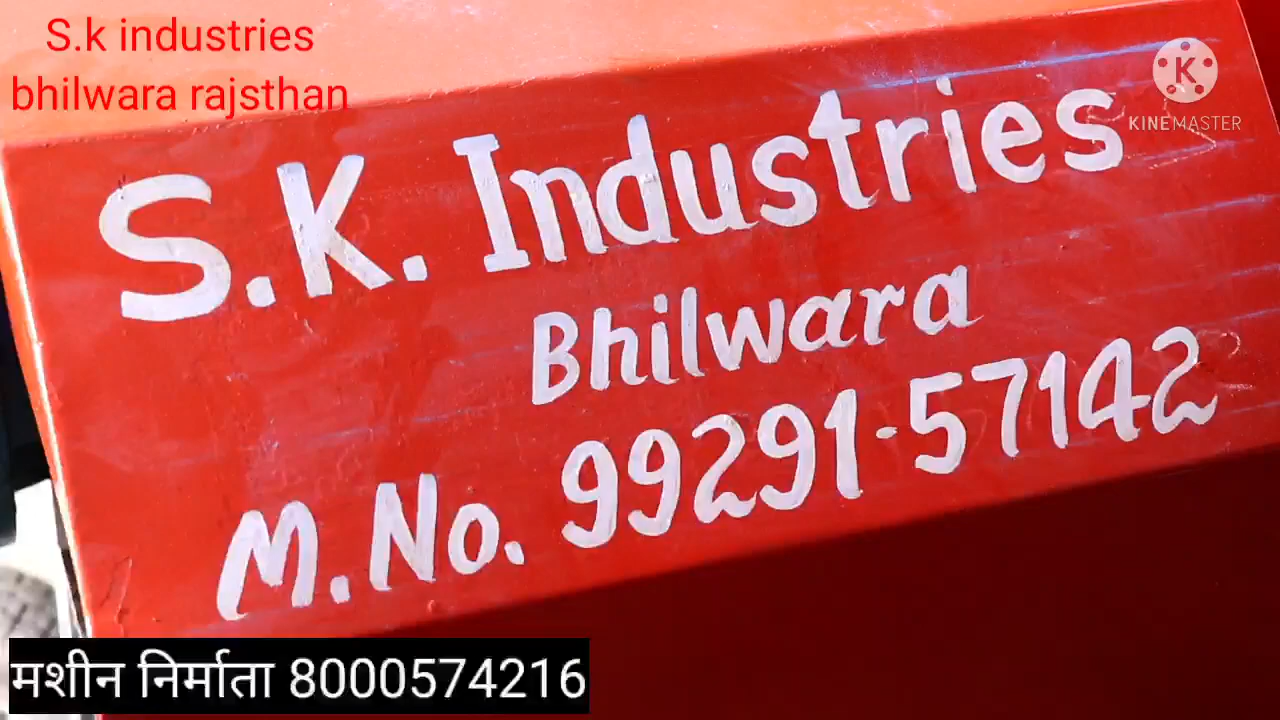 S.k industries
bhilwara rajsthan
K
KINEMASTER
S.K. Industries
Bhilwara
M.No. 99291-57142
मशीन निर्माता 8000574216